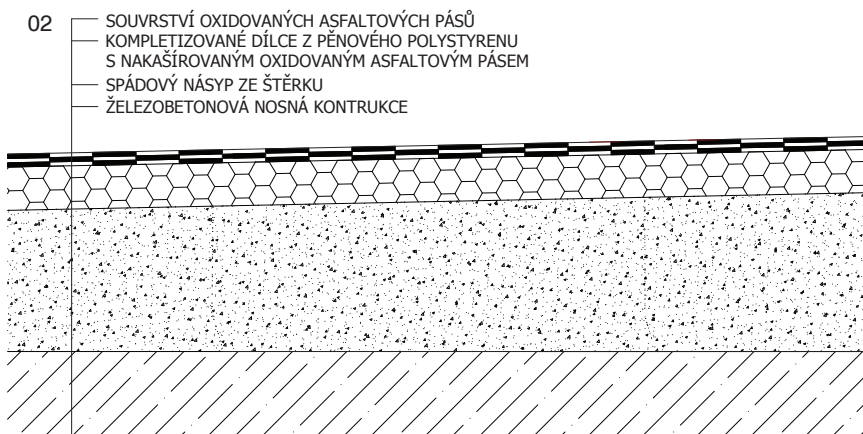 02
SOUVRSTVÍ OXIDOVANÝCH ASFALTOVÝCH PÁSŮ
KOMPLETIZOVANÉ DÍLCE Z PĚNOVÉHO POLYSTYRENU
S NAKAŠÍROVANÝM OXIDOVANÝM ASFALTOVÝM PÁSEM
SPÁDOVÝ NÁSYP ZE ŠTĚRKU
ŽELEZOBETONOVÁ NOSNÁ KONTRUKCE